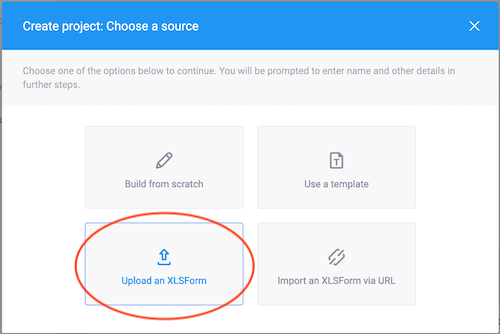 Create project: Choose a source
Choose one of the options below to continue. You will be prompted to enter name and other details in
further steps.
Build from scratch
Use a template
Upload an XLSForm
Import an XLSForm via URL